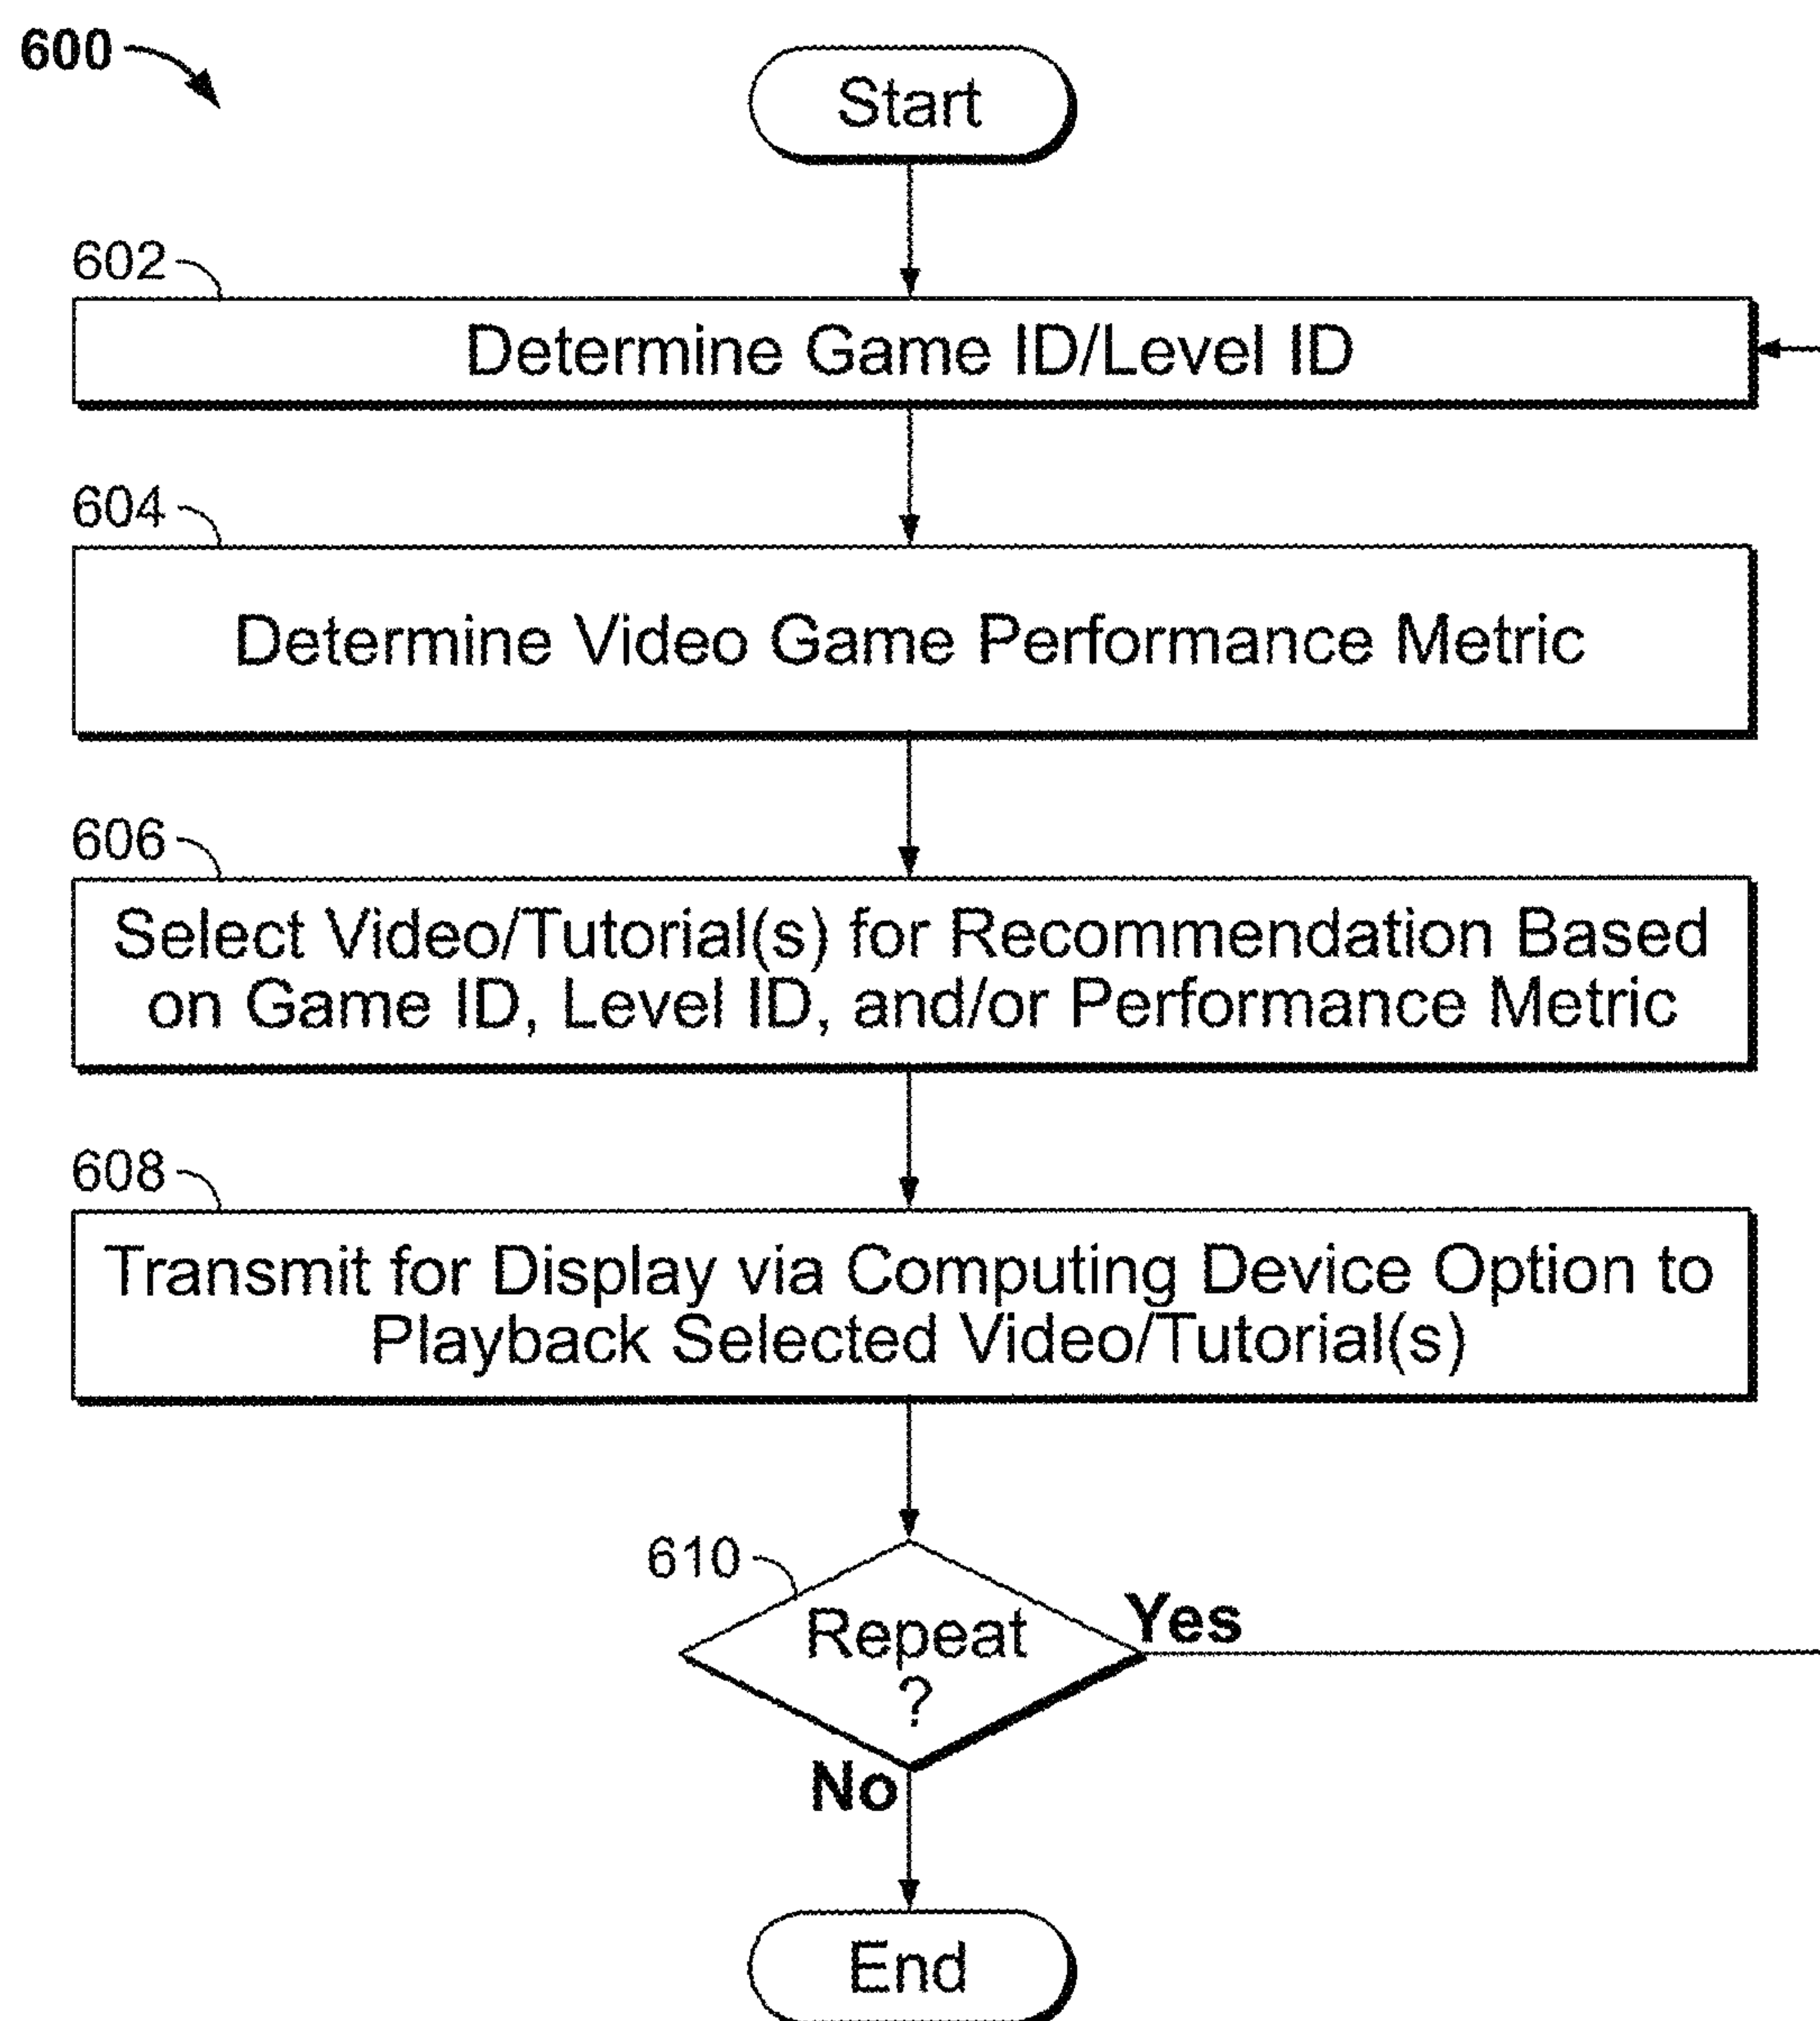 600
Start
602
Determine Game ID/Level ID
604
Determine Video Game Performance Metric
606
Select Video/Tutorial(s) for Recommendation Based
on Game ID, Level ID, and/or Performance Metric
608
Transmit for Display via Computing Device Option to
Playback Selected Video/Tutorial(s)
610
Repeat
?
Yes
No
End